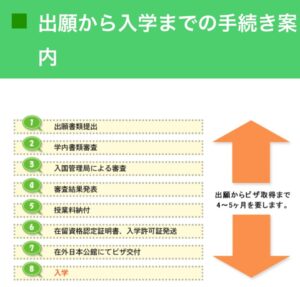 出願から入学までの手続き案
内
1 出願書類提出
2 学内書類審査
3 入国管理局による審査
4 審査結果発表
5 授業料納付
6 在留資格認定証明書、入学許可証発送
7 在外日本公館にてビザ交付
8 入学
出願からビザ取得まで
4〜5ヶ月を要します。